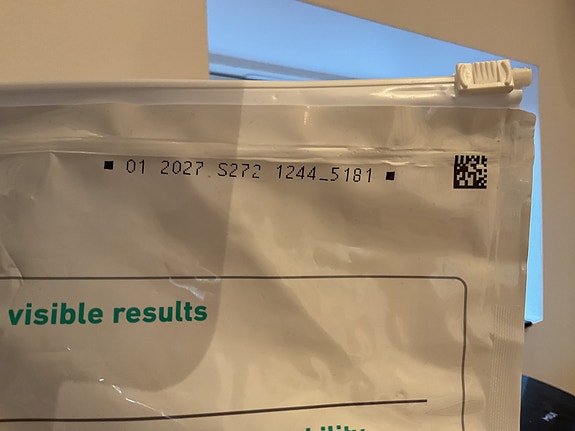 ■ 01 2027 S272 1244_5181 ■
visible results